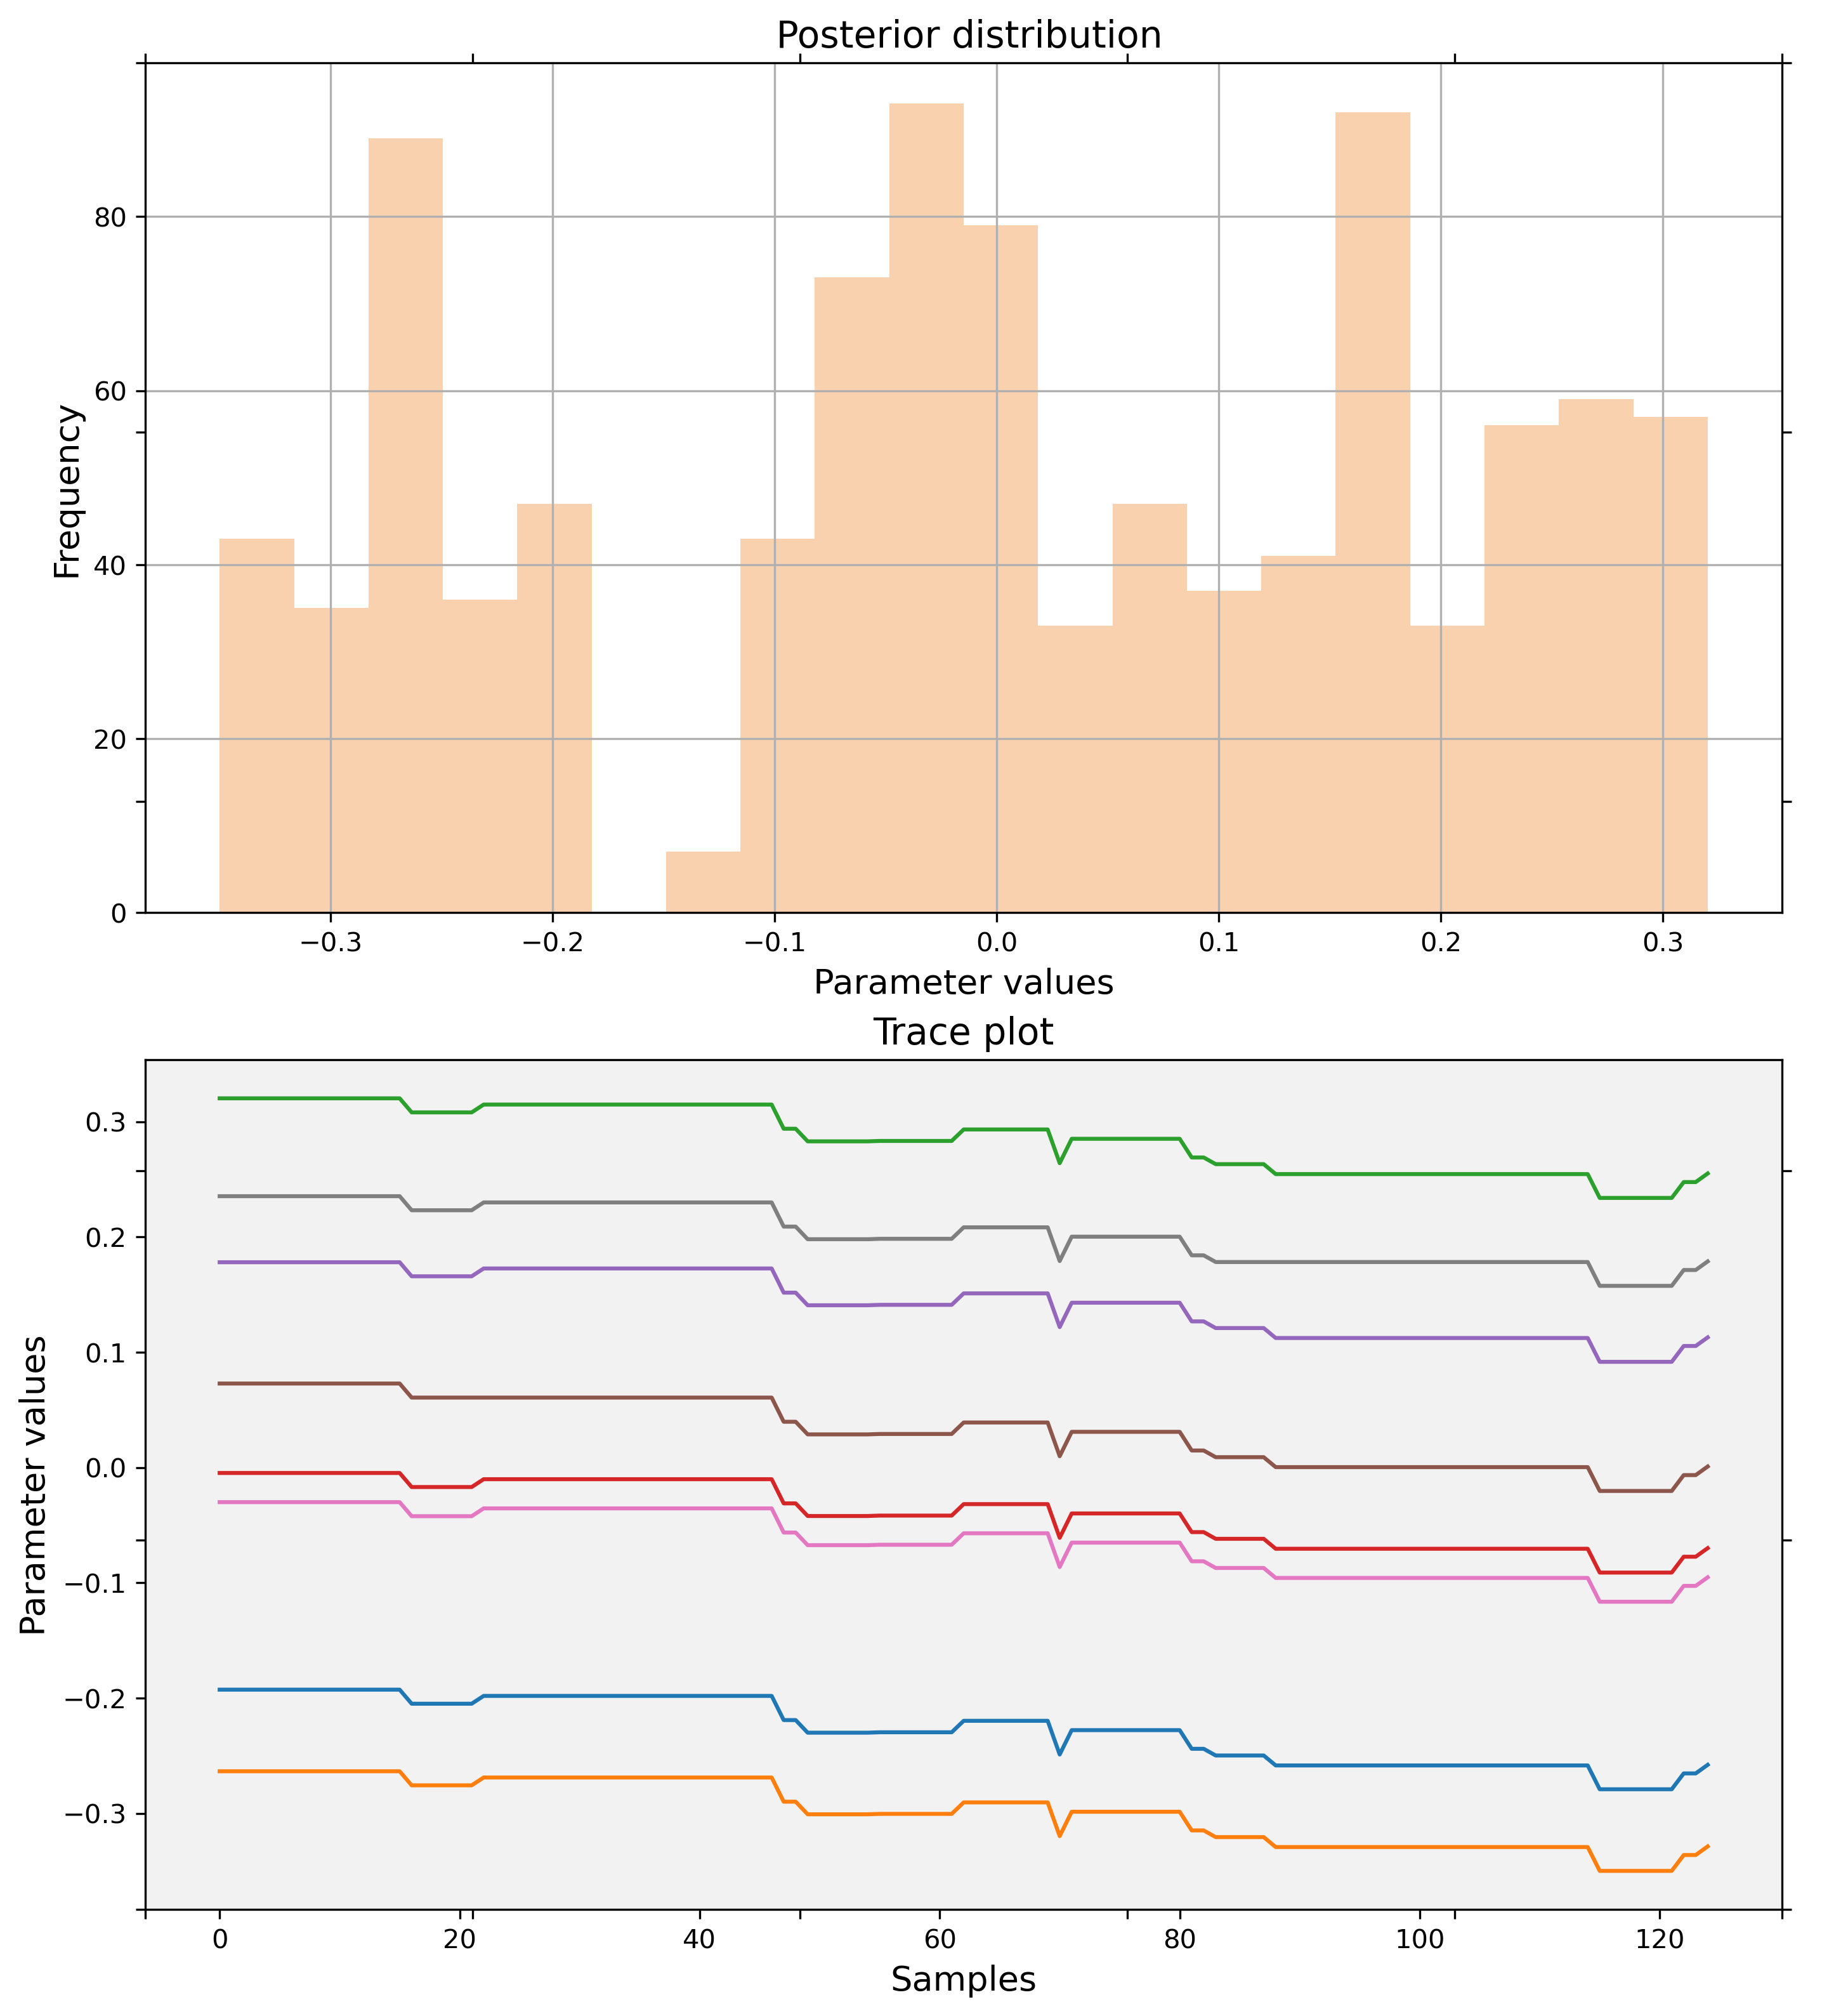 Posterior distribution
Frequency
80
60
40
20
0
−0.3 −0.2 −0.1 0.0 0.1 0.2 0.3
Parameter values
Trace plot
Parameter values
0.3
0.2
0.1
0.0
−0.1
−0.2
−0.3
0 20 40 60 80 100 120
Samples